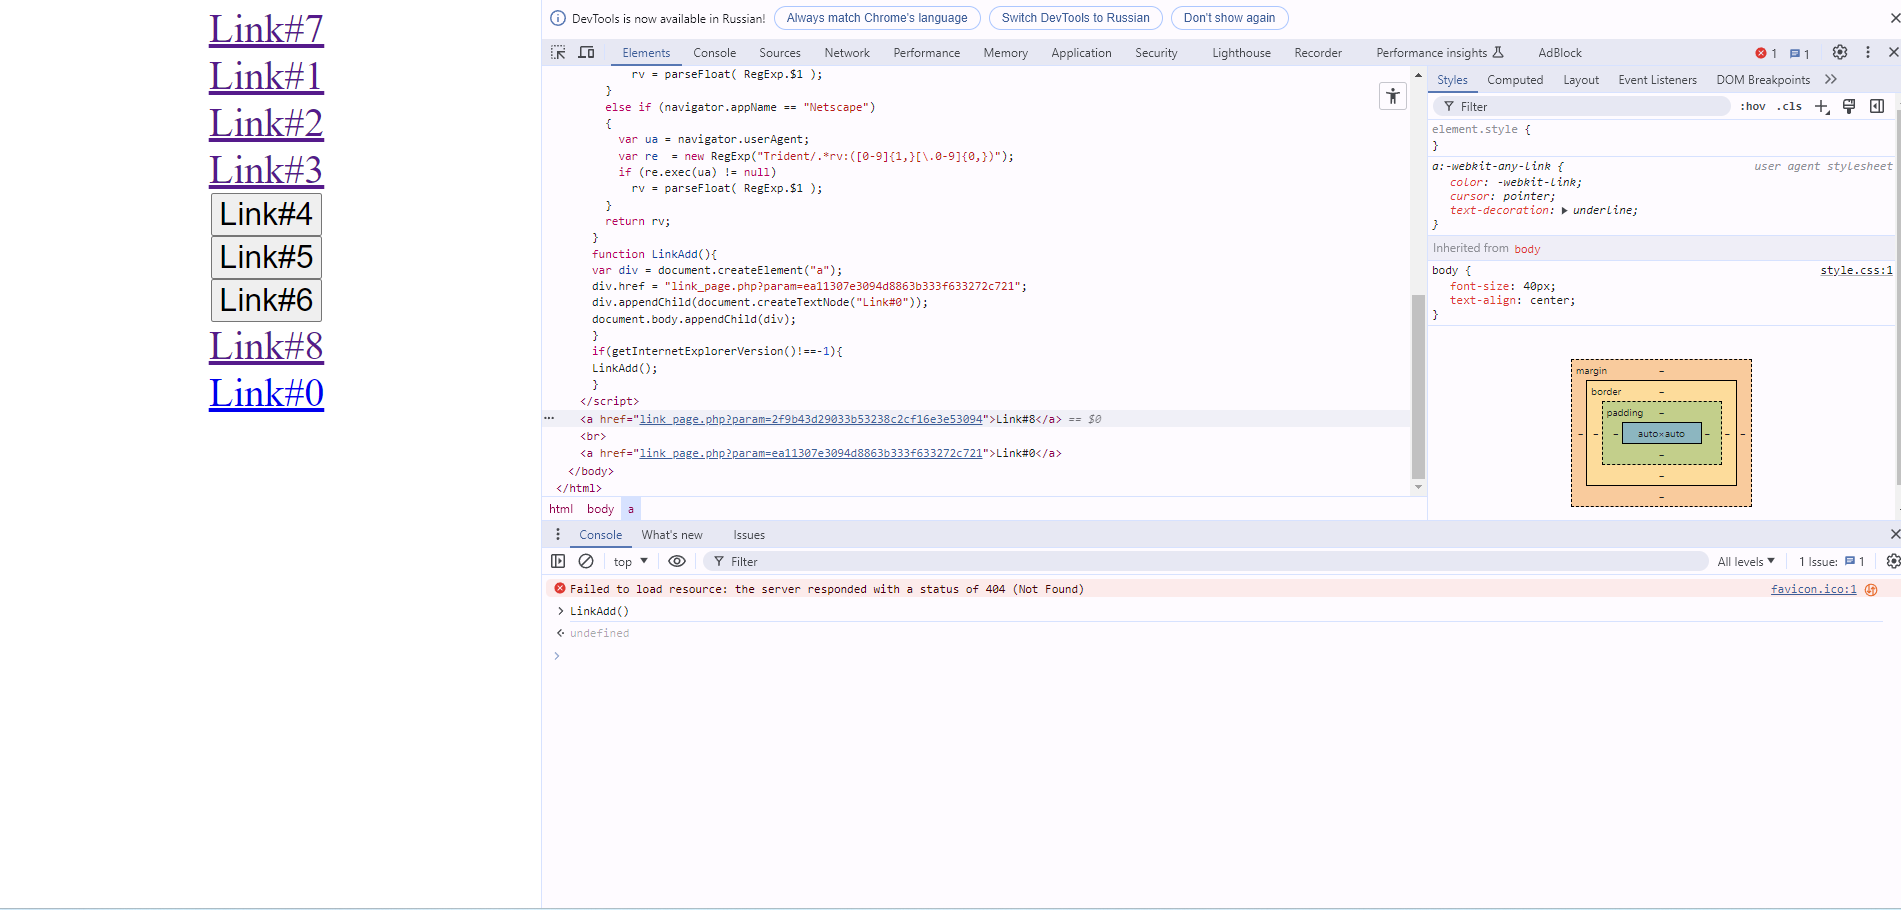 Link#7
Link#1
Link#2
Link#3
Link#4
Link#5
Link#6
Link#8
Link#0
DevTools is now available in Russian! Always match Chrome's language Switch DevTools to Russian Don't show again
Elements Console Sources Network Performance Memory Application Security Lighthouse Recorder Performance insights AdBlock 1 1
rv = parseFloat( RegExp.$1 );
}
else if (navigator.appName == "Netscape")
{
var ua = navigator.userAgent;
var re  = new RegExp("Trident/.*rv:([0-9]{1,}[\.0-9]{0,})");
if (re.exec(ua) != null)
rv = parseFloat( RegExp.$1 );
}
return rv;
}
function LinkAdd(){
var div = document.createElement("a");
div.href = "link_page.php?param=ea11307e3094d8863b333f633272c721";
div.appendChild(document.createTextNode("Link#0"));
document.body.appendChild(div);
}
if(getInternetExplorerVersion()!==-1){
LinkAdd();
}
</script>
<a href="link_page.php?param=2f9b43d29033b53238c2cf16e3e53094">Link#8</a> == $0
<br>
<a href="link_page.php?param=ea11307e3094d8863b333f633272c721">Link#0</a>
</body>
</html>
html body a
Styles Computed Layout Event Listeners DOM Breakpoints
Filter :hov .cls
element.style {
}
a:-webkit-any-link { user agent stylesheet
color: -webkit-link;
cursor: pointer;
text-decoration: underline;
}
Inherited from body
body { style.css:1
font-size: 40px;
text-align: center;
}
margin –
border –
padding –
– – – auto×auto – – –
–
–
–
Console What's new Issues
top Filter All levels 1 Issue: 1
Failed to load resource: the server responded with a status of 404 (Not Found) favicon.ico:1
> LinkAdd()
undefined
>